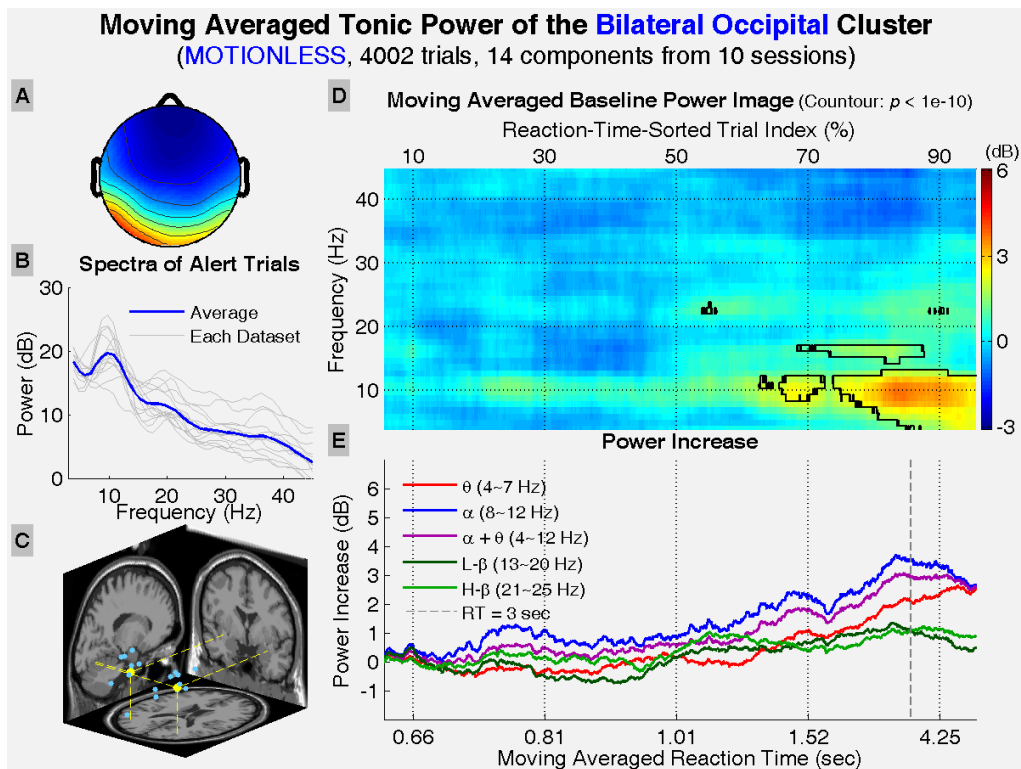 Moving Averaged Tonic Power of the Bilateral Occipital Cluster
(MOTIONLESS, 4002 trials, 14 components from 10 sessions)
A
B
Spectra of Alert Trials
30
20
10
0
Power (dB)
Average
Each Dataset
10 20 30 40
Frequency (Hz)
C
D
Moving Averaged Baseline Power Image (Countour: p < 1e-10)
Reaction-Time-Sorted Trial Index (%)
10 30 50 70 90
(dB)
6
3
0
-3
40
30
20
10
Frequency (Hz)
E
Power Increase
6
5
4
3
2
1
0
-1
Power Increase (dB)
θ (4~7 Hz)
α (8~12 Hz)
α + θ (4~12 Hz)
L-β (13~20 Hz)
H-β (21~25 Hz)
RT = 3 sec
0.66 0.81 1.01 1.52 4.25
Moving Averaged Reaction Time (sec)